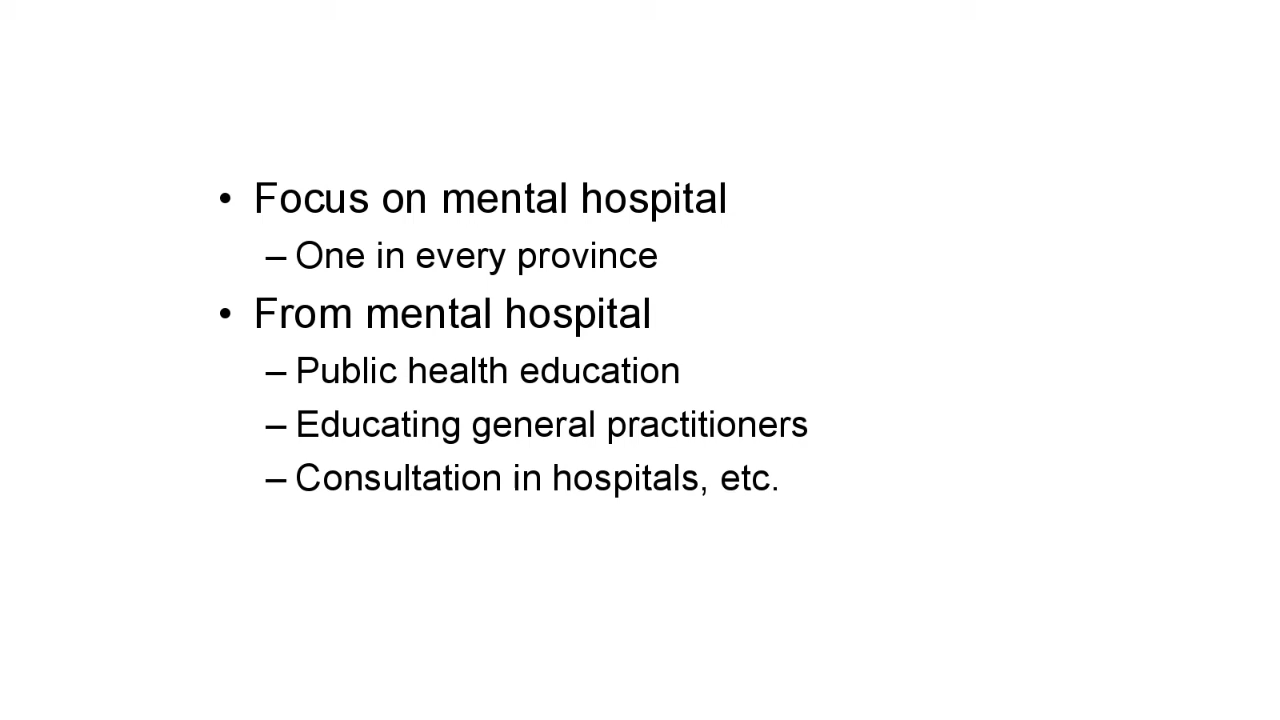 • Focus on mental hospital
– One in every province
• From mental hospital
– Public health education
– Educating general practitioners
– Consultation in hospitals, etc.